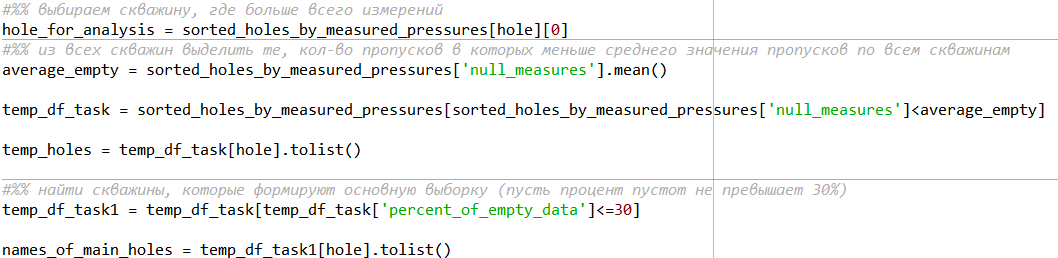 #%% выбираем скважину, где больше всего измерений
hole_for_analysis = sorted_holes_by_measured_pressures[hole][0]
#%% из всех скважин выделить те, кол-во пропусков в которых меньше среднего значения пропусков по всем скважинам
average_empty = sorted_holes_by_measured_pressures['null_measures'].mean()
temp_df_task = sorted_holes_by_measured_pressures[sorted_holes_by_measured_pressures['null_measures']<average_empty]
temp_holes = temp_df_task[hole].tolist()
#%% найти скважины, которые формируют основную выборку (пусть процент пустот не превышает 30%)
temp_df_task1 = temp_df_task[temp_df_task['percent_of_empty_data']<=30]
names_of_main_holes = temp_df_task1[hole].tolist()